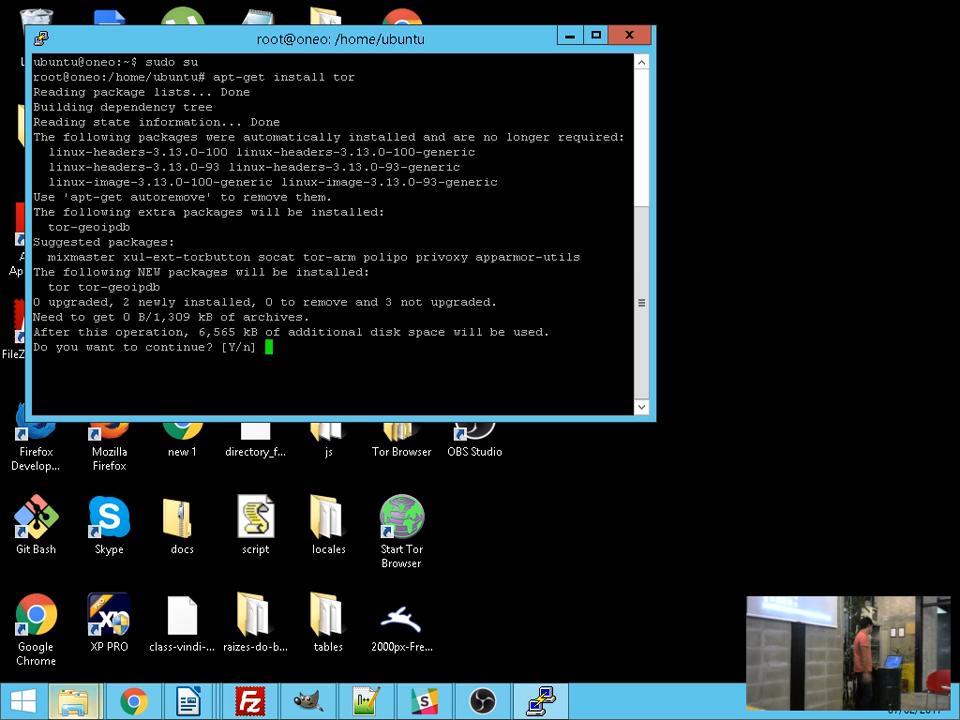 root@oneo: /home/ubuntu
ubuntu@oneo:~$ sudo su
root@oneo:/home/ubuntu# apt-get install tor
Reading package lists... Done
Building dependency tree
Reading state information... Done
The following packages were automatically installed and are no longer required:
linux-headers-3.13.0-100 linux-headers-3.13.0-100-generic
linux-headers-3.13.0-93 linux-headers-3.13.0-93-generic
linux-image-3.13.0-100-generic linux-image-3.13.0-93-generic
Use 'apt-get autoremove' to remove them.
The following extra packages will be installed:
tor-geoipdb
Suggested packages:
mixmaster xul-ext-torbutton socat tor-arm polipo privoxy apparmor-utils
The following NEW packages will be installed:
tor tor-geoipdb
0 upgraded, 2 newly installed, 0 to remove and 3 not upgraded.
Need to get 0 B/1,309 kB of archives.
After this operation, 6,565 kB of additional disk space will be used.
Do you want to continue? [Y/n]
FileZ
Firefox Develop...
Mozilla Firefox
new 1
directory_f...
js
Tor Browser
OBS Studio
Git Bash
Skype
docs
script
locales
Start Tor Browser
Google Chrome
XP PRO
class-vindi-...
raizes-do-b...
tables
2000px-Fre...